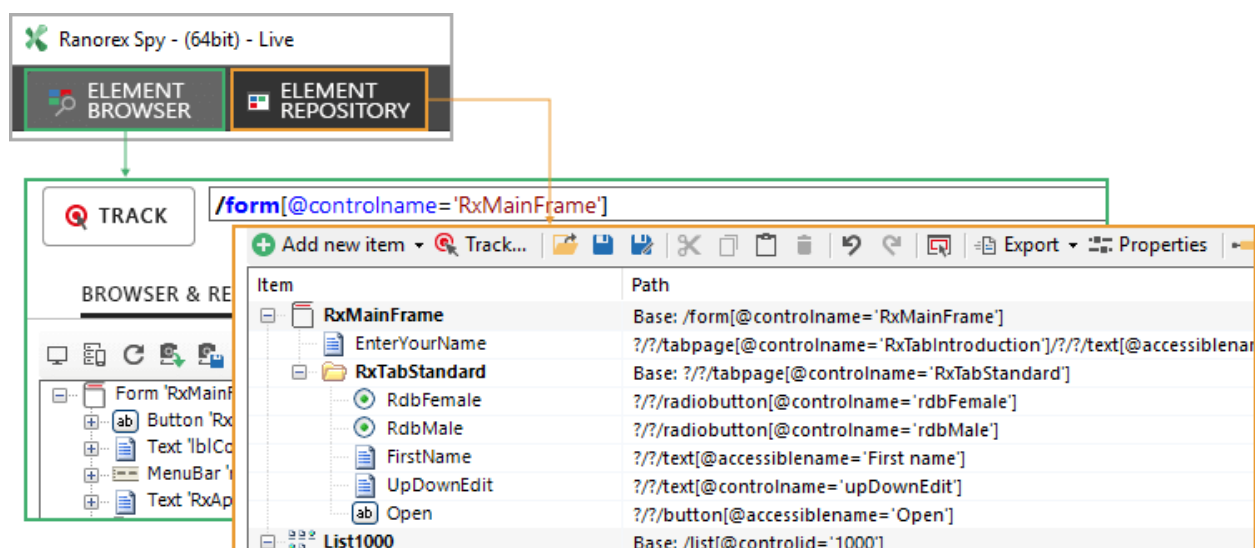 Ranorex Spy - (64bit) - Live
ELEMENT
BROWSER
ELEMENT
REPOSITORY
TRACK
/form[@controlname='RxMainFrame']
Add new item Track... Export Properties
BROWSER & RE
Item Path
RxMainFrame Base: /form[@controlname='RxMainFrame']
EnterYourName ?/?/tabpage[@controlname='RxTabIntroduction']/?/?/text[@accessiblenar
RxTabStandard Base: ?/?/tabpage[@controlname='RxTabStandard']
RdbFemale ?/?/radiobutton[@controlname='rdbFemale']
RdbMale ?/?/radiobutton[@controlname='rdbMale']
FirstName ?/?/text[@accessiblename='First name']
UpDownEdit ?/?/text[@controlname='upDownEdit']
ab Open ?/?/button[@accessiblename='Open']
List1000 Base: /list[@controlid='1000']
Form 'RxMainF
ab Button 'Rx
Text 'lblCo
MenuBar 'r
Text 'RxAp